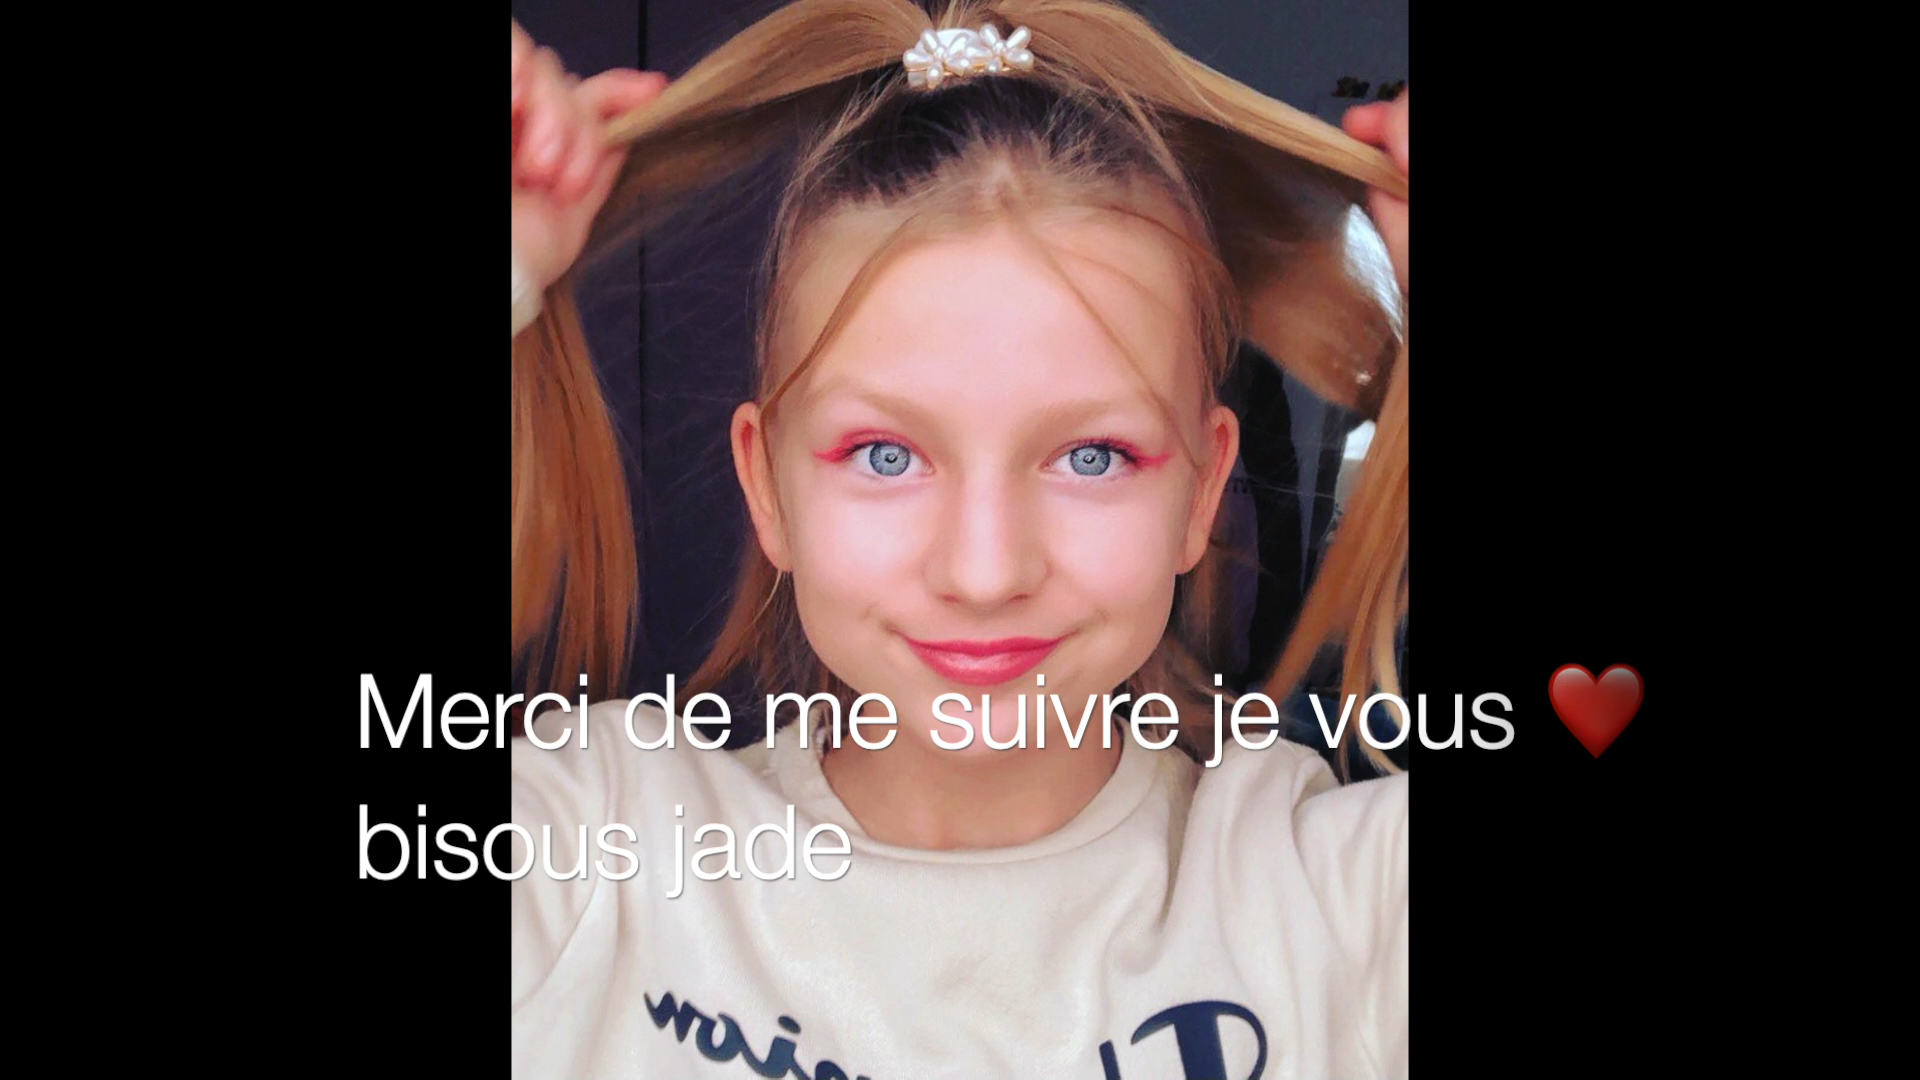 Merci de me suivre je vous ❤️
bisous jade